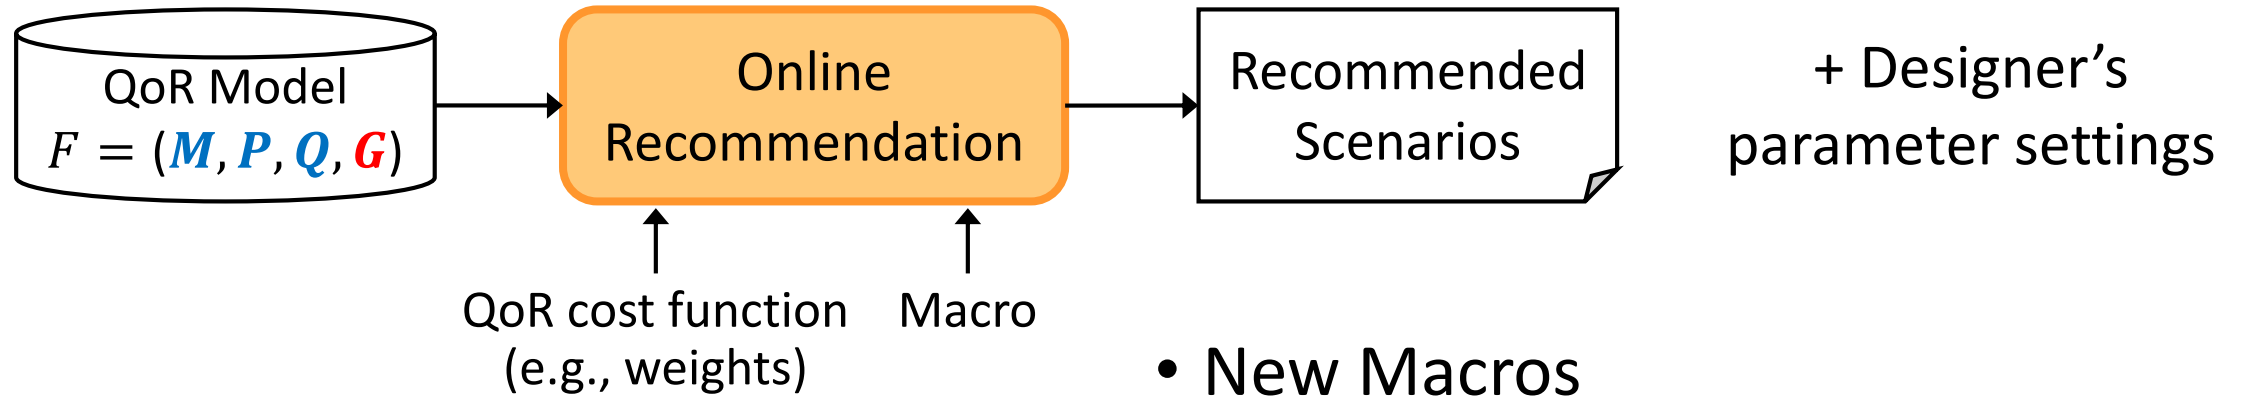 QoR Model
F = (M, P, Q, G)
Online
Recommendation
Recommended
Scenarios
+ Designer’s
parameter settings
QoR cost function
(e.g., weights)
Macro
• New Macros